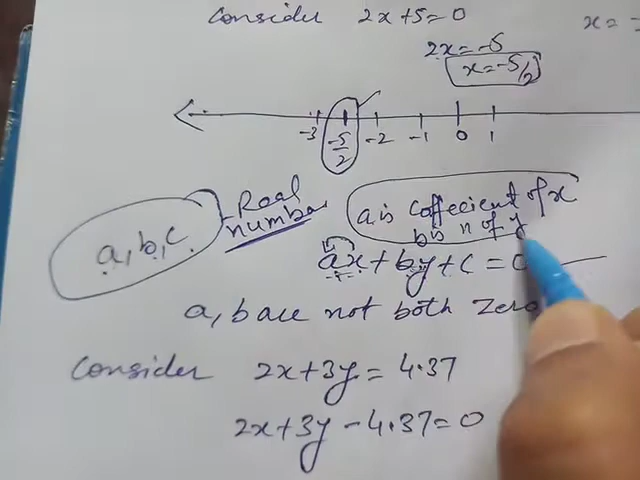 Consider 2x+5=0 x=
2x=-5
x=-5/2
-3 -5/2 -2 -1 0 1
a,b,c Real number
a is coffecient of x
b is n of y
ax+by+c=0
a, b are not both zero
Consider 2x+3y=4.37
2x+3y-4.37=0